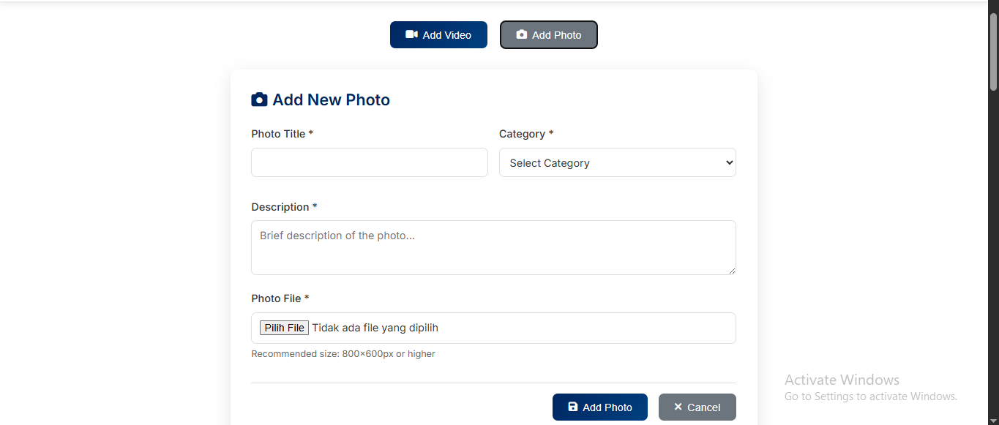 Add Video Add Photo
Add New Photo
Photo Title * Category *
Select Category
Description *
Brief description of the photo...
Photo File *
Pilih File Tidak ada file yang dipilih
Recommended size: 800×600px or higher
Activate Windows
Go to Settings to activate Windows.
Add Photo Cancel